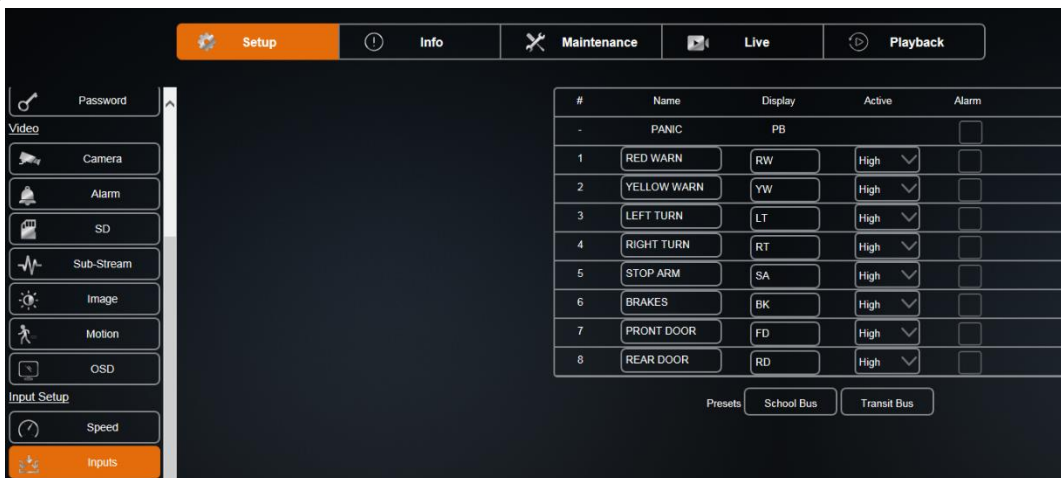 Setup Info Maintenance Live Playback
Password
Video
Camera
Alarm
SD
Sub-Stream
Image
Motion
OSD
Input Setup
Speed
Inputs
# Name Display Active Alarm
- PANIC PB
1 RED WARN RW High
2 YELLOW WARN YW High
3 LEFT TURN LT High
4 RIGHT TURN RT High
5 STOP ARM SA High
6 BRAKES BK High
7 PRONT DOOR FD High
8 REAR DOOR RD High
Presets School Bus Transit Bus